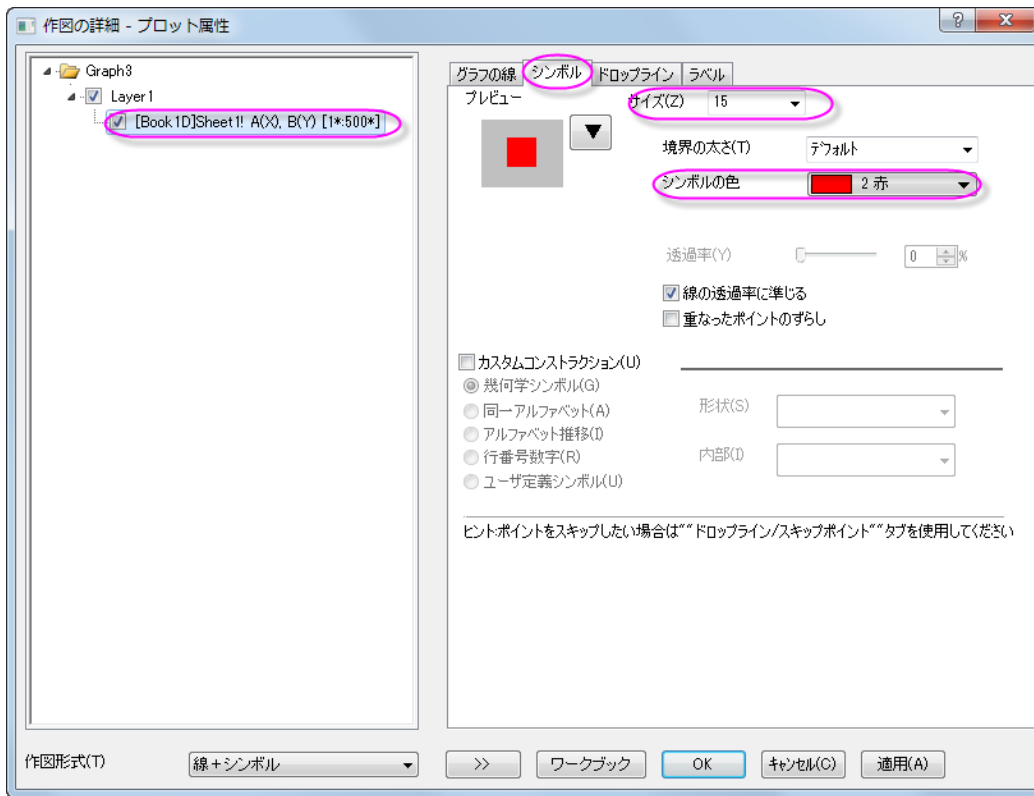 作図の詳細 - プロット属性
Graph3
Layer1
[Book1D]Sheet1! A(X), B(Y) [1*:500*]
グラフの線 シンボル ドロップライン ラベル
プレビュー
サイズ(Z) 15
境界の太さ(T) デフォルト
シンボルの色 2 赤
透過率(Y) 0 %
線の透過率に準じる
重なったポイントのずらし
カスタムコンストラクション(U)
幾何学シンボル(G)
同一アルファベット(A)
アルファベット推移(I)
行番号数字(R)
ユーザ定義シンボル(U)
形状(S)
内部(I)
ヒント:ポイントをスキップしたい場合は""ドロップライン/スキップポイント""タブを使用してください
作図形式(T) 線+シンボル >> ワークブック OK キャンセル(C) 適用(A)